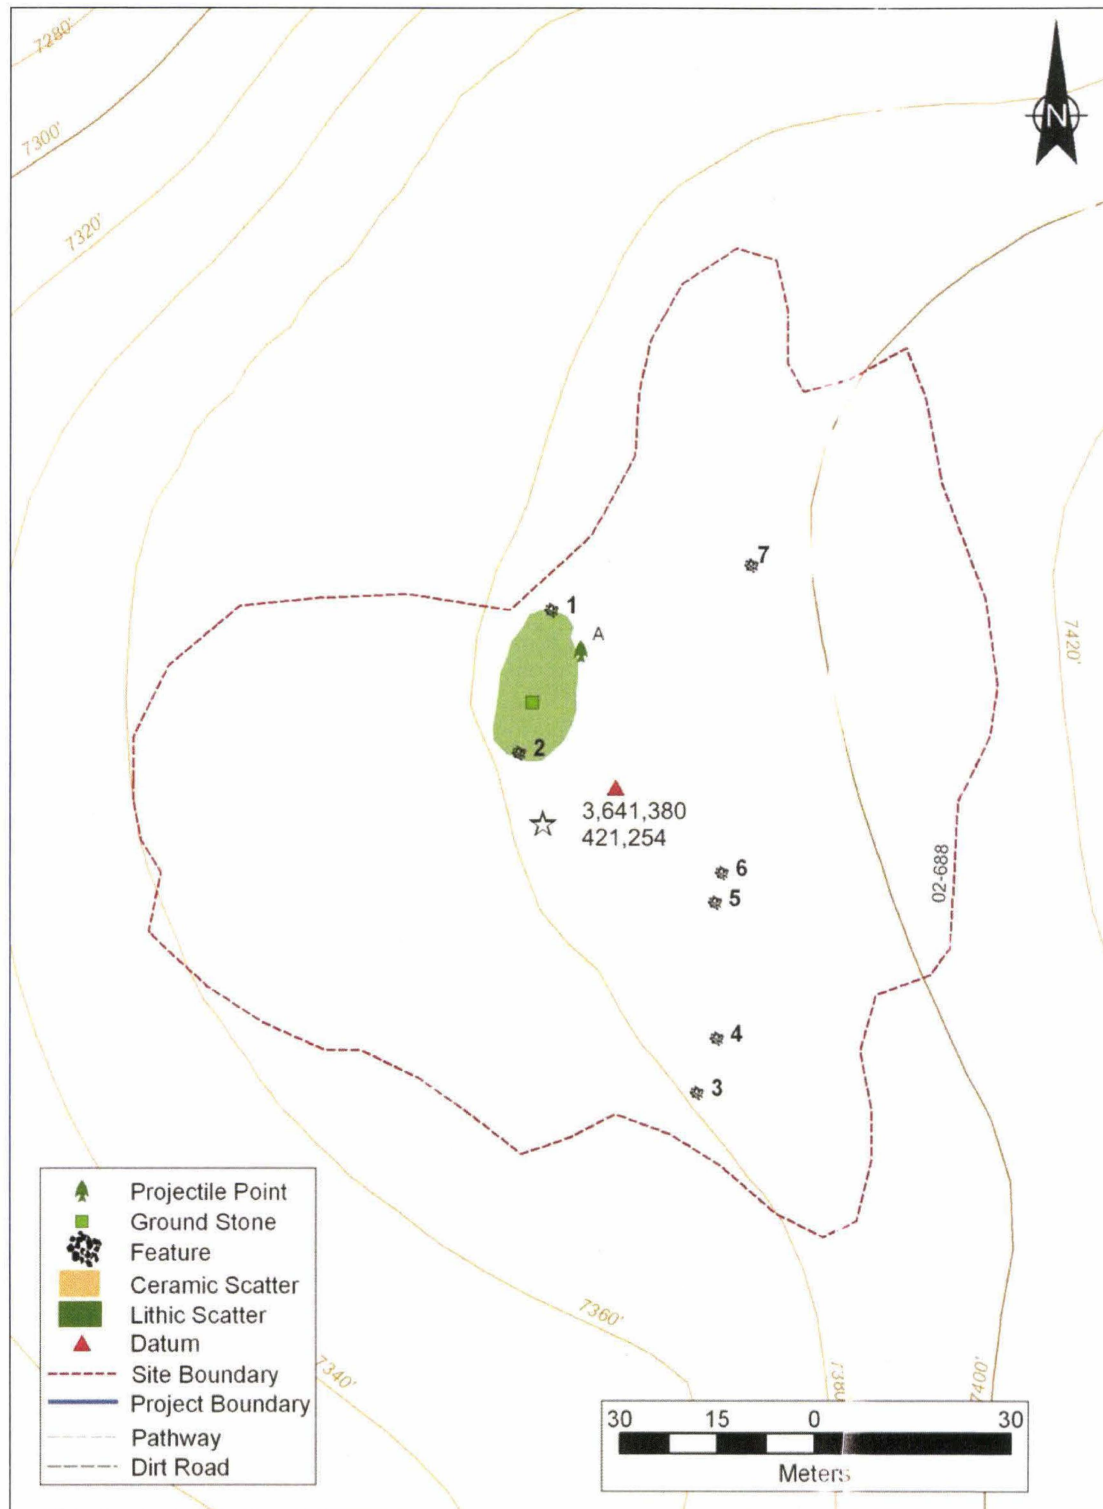 7280'
N
7300'
7320'
7
1
A
7420'
2
3,641,380
421,254
6
5
02-688
4
3
Projectile Point
Ground Stone
Feature
Ceramic Scatter
Lithic Scatter
Datum
Site Boundary
Project Boundary
Pathway
Dirt Road
7360'
7340'
7380'
7400'
30 15 0 30
Meters